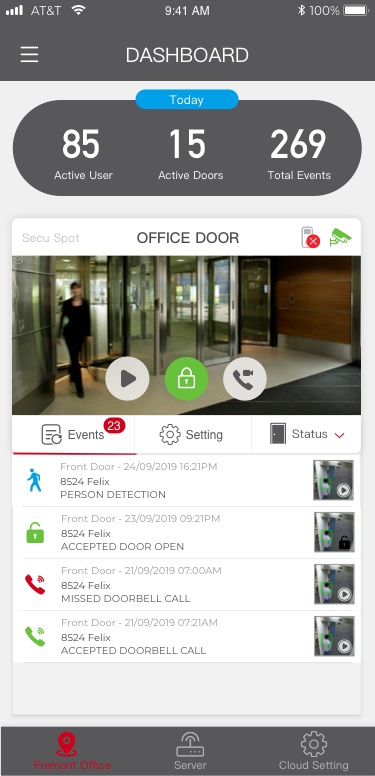 AT&T 9:41 AM 100%
DASHBOARD
Today
85 15 269
Active User Active Doors Total Events
Secu Spot OFFICE DOOR
Events 23 Setting Status
Front Door - 24/09/2019 16:21PM
8524 Felix
PERSON DETECTION
Front Door - 23/09/2019 09:21PM
8524 Felix
ACCEPTED DOOR OPEN
Front Door - 21/09/2019 07:00AM
8524 Felix
MISSED DOORBELL CALL
Front Door - 21/09/2019 07:21AM
8524 Felix
ACCEPTED DOORBELL CALL
Fremont Office Server Cloud Setting